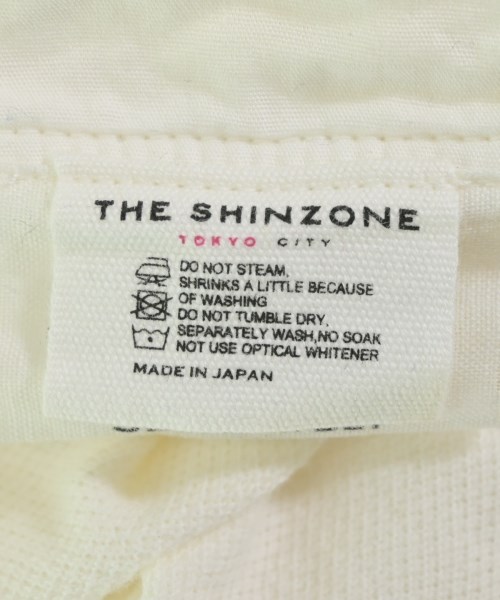 THE SHINZONE
TOKYO CITY
DO NOT STEAM.
SHRINKS A LITTLE BECAUSE
OF WASHING
DO NOT TUMBLE DRY.
SEPARATELY WASH,NO SOAK
NOT USE OPTICAL WHITENER
MADE IN JAPAN